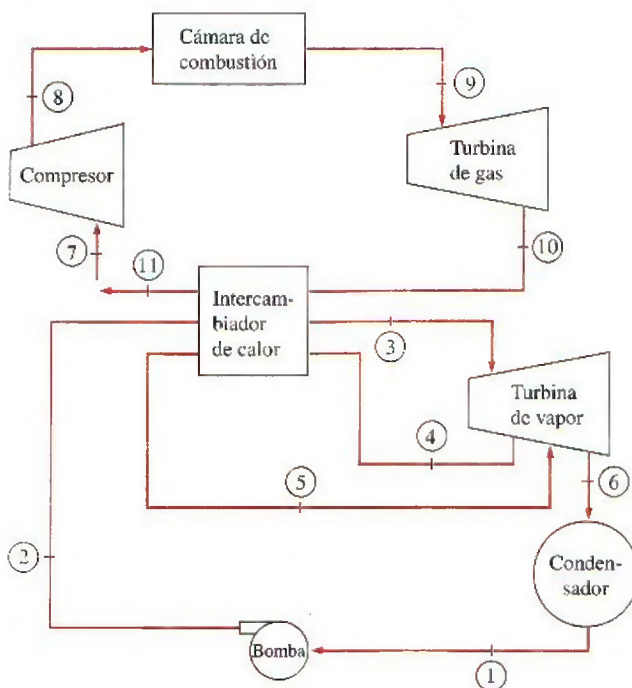 Cámara de
combustión
8
9
Compresor
Turbina
de gas
7
11
10
Intercam-
biador
de calor
3
Turbina
de vapor
4
5
6
2
Conden-
sador
Bomba
1